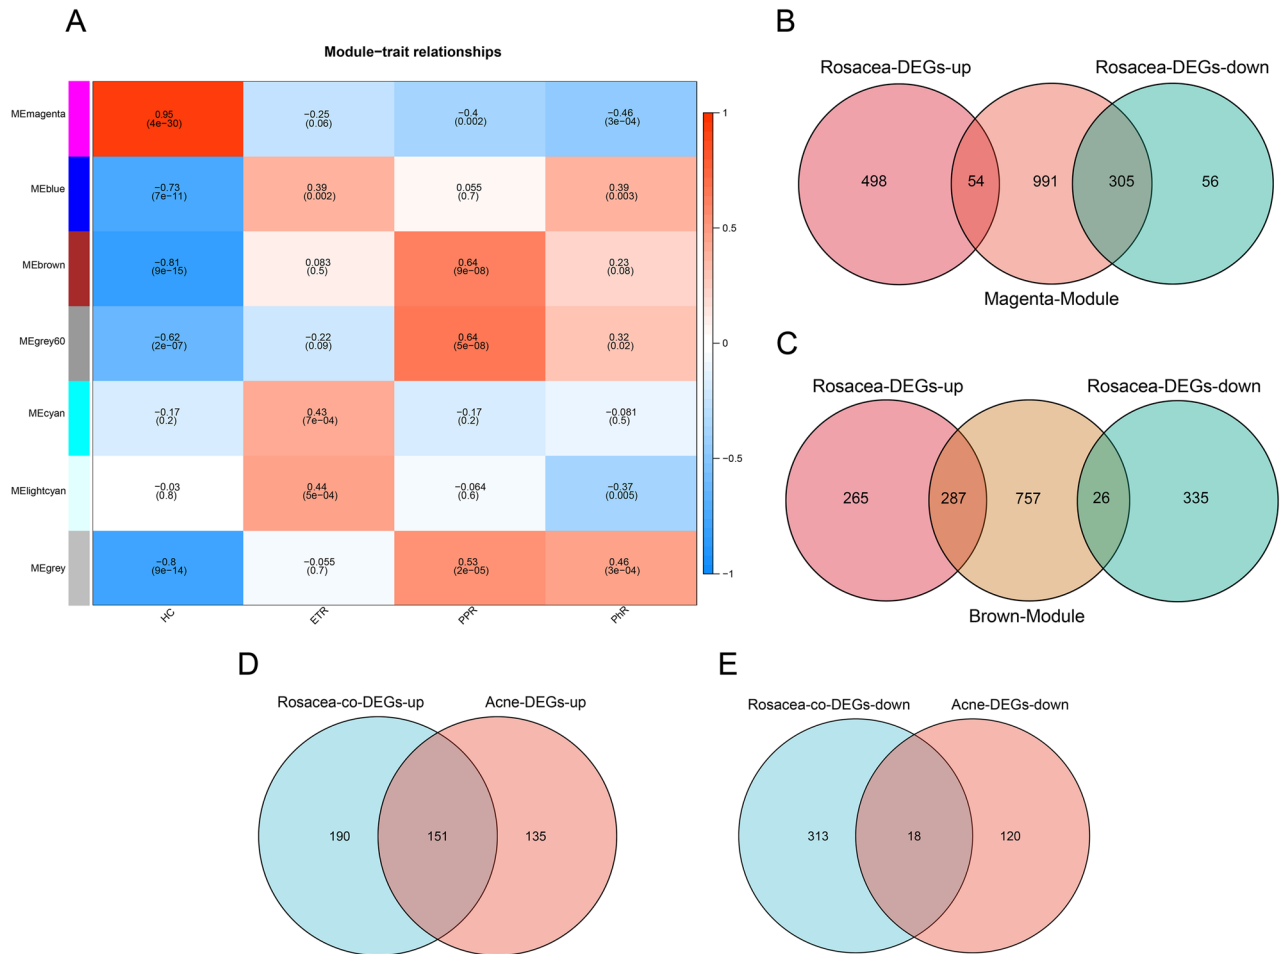 A
Module−trait relationships
MEmagenta
0.95
(4e−30)
−0.25
(0.06)
−0.4
(0.002)
−0.46
(3e−04)
MEblue
−0.73
(7e−11)
0.39
(0.002)
0.055
(0.7)
0.39
(0.003)
MEbrown
−0.81
(9e−15)
0.083
(0.5)
0.64
(9e−08)
0.23
(0.08)
MEgrey60
−0.62
(2e−07)
−0.22
(0.09)
0.64
(5e−08)
0.32
(0.02)
MEcyan
−0.17
(0.2)
0.43
(7e−04)
−0.17
(0.2)
−0.081
(0.5)
MElightcyan
−0.03
(0.8)
0.44
(5e−04)
−0.064
(0.6)
−0.37
(0.005)
MEgrey
−0.8
(9e−14)
−0.055
(0.7)
0.53
(2e−05)
0.46
(3e−04)
HC
ETR
PPR
PhR
1
0.5
0
−0.5
−1
B
Rosacea-DEGs-up
Rosacea-DEGs-down
498
54
991
305
56
Magenta-Module
C
Rosacea-DEGs-up
Rosacea-DEGs-down
265
287
757
26
335
Brown-Module
D
Rosacea-co-DEGs-up
Acne-DEGs-up
190
151
135
E
Rosacea-co-DEGs-down
Acne-DEGs-down
313
18
120